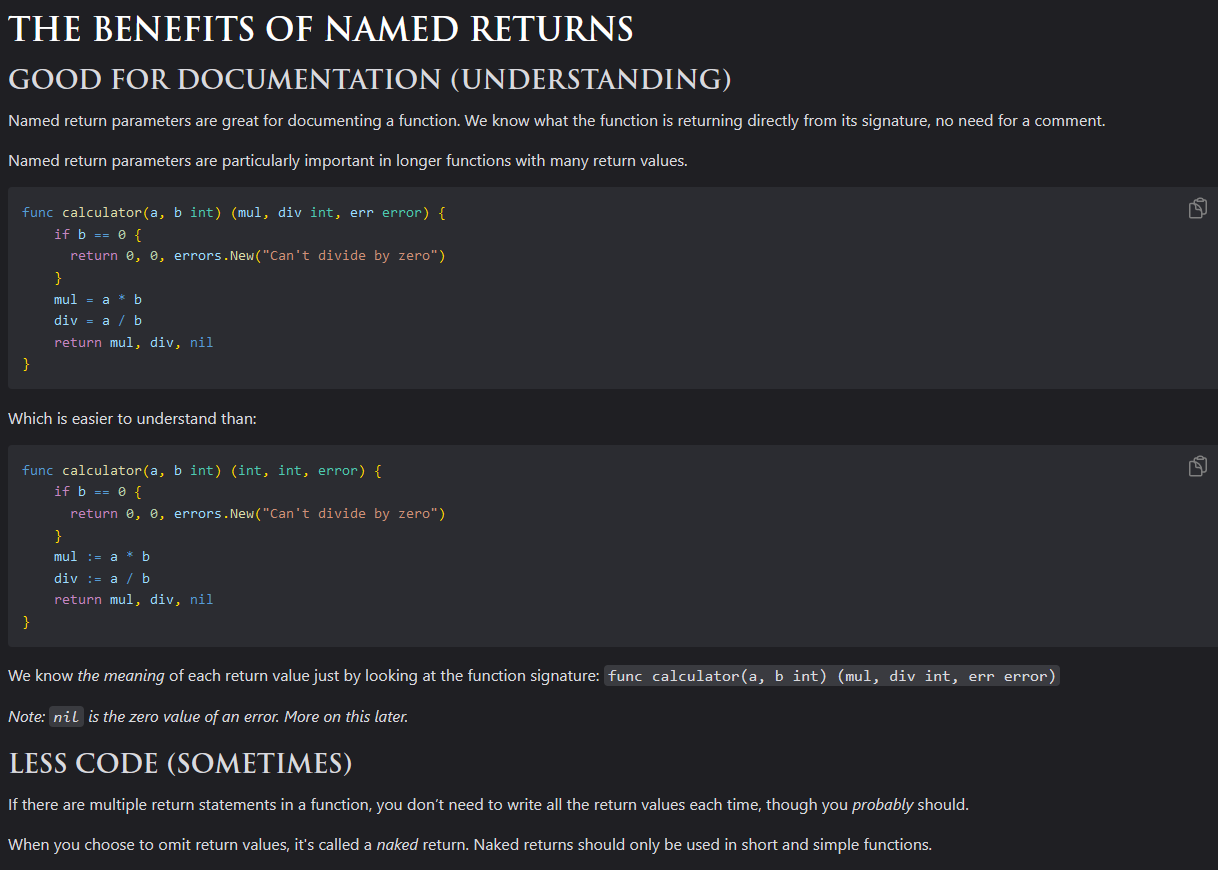 THE BENEFITS OF NAMED RETURNS
GOOD FOR DOCUMENTATION (UNDERSTANDING)
Named return parameters are great for documenting a function. We know what the function is returning directly from its signature, no need for a comment.
Named return parameters are particularly important in longer functions with many return values.
func calculator(a, b int) (mul, div int, err error) {
    if b == 0 {
      return 0, 0, errors.New("Can't divide by zero")
    }
    mul = a * b
    div = a / b
    return mul, div, nil
}
Which is easier to understand than:
func calculator(a, b int) (int, int, error) {
    if b == 0 {
      return 0, 0, errors.New("Can't divide by zero")
    }
    mul := a * b
    div := a / b
    return mul, div, nil
}
We know the meaning of each return value just by looking at the function signature: func calculator(a, b int) (mul, div int, err error)
Note: nil is the zero value of an error. More on this later.
LESS CODE (SOMETIMES)
If there are multiple return statements in a function, you don't need to write all the return values each time, though you probably should.
When you choose to omit return values, it's called a naked return. Naked returns should only be used in short and simple functions.